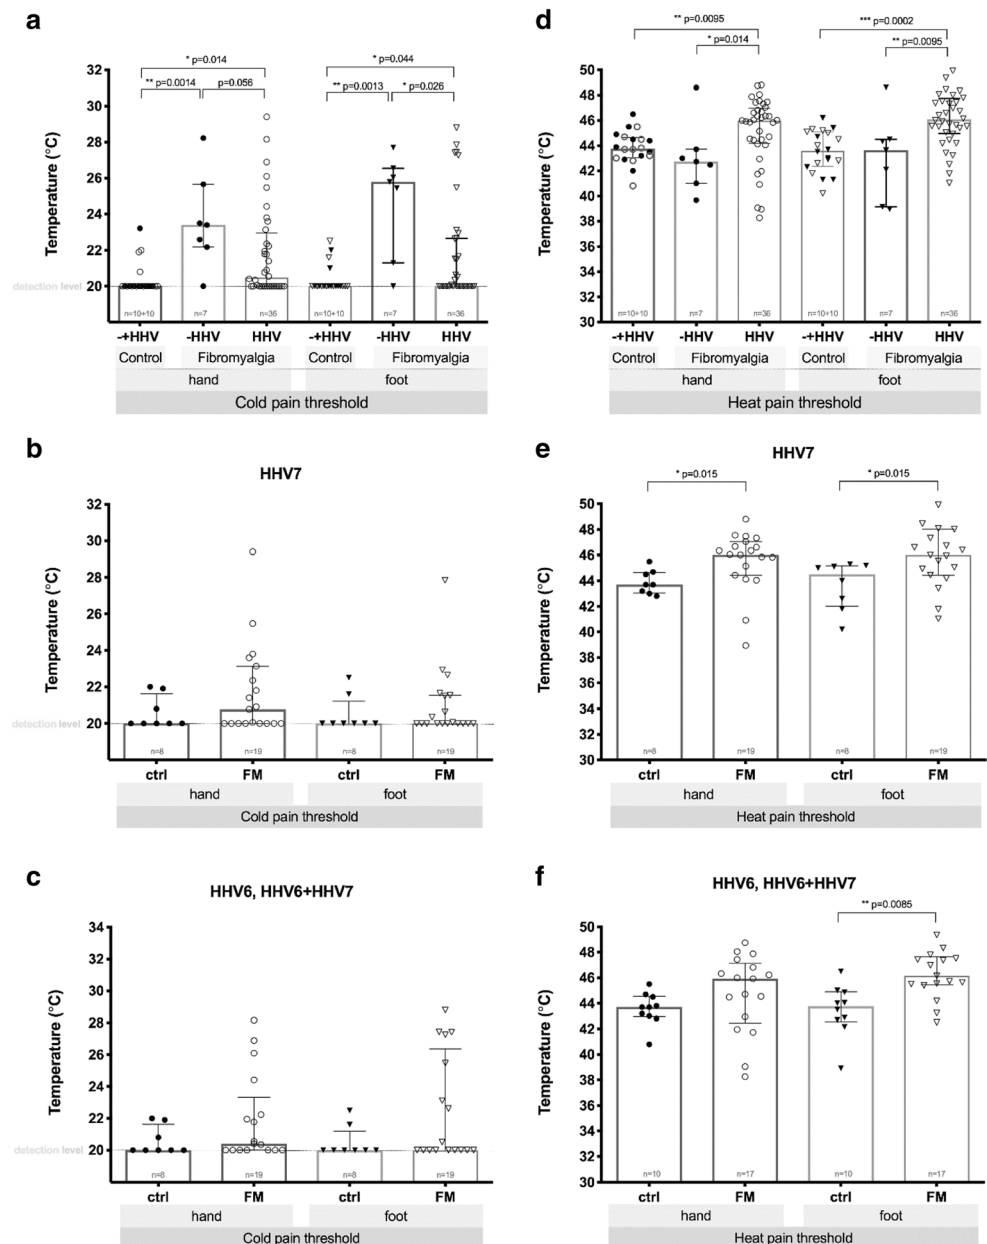 a
* p=0.014
** p=0.0014
p=0.056
* p=0.044
** p=0.0013
* p=0.026
Temperature (°C)
32
30
28
26
24
22
20
detection level
n=10+10
n=7
n=36
n=10+10
n=7
n=36
-+HHV
-HHV
HHV
-+HHV
-HHV
HHV
Control
Fibromyalgia
Control
Fibromyalgia
hand
foot
Cold pain threshold
d
** p=0.0095
* p=0.014
*** p=0.0002
** p=0.0095
Temperature (°C)
50
48
46
44
42
40
38
36
34
32
30
n=10+10
n=7
n=36
n=10+10
n=7
n=36
-+HHV
-HHV
HHV
-+HHV
-HHV
HHV
Control
Fibromyalgia
Control
Fibromyalgia
hand
foot
Heat pain threshold
b
HHV7
Temperature (°C)
32
30
28
26
24
22
20
detection level
n=8
n=19
n=8
n=19
ctrl
FM
ctrl
FM
hand
foot
Cold pain threshold
e
HHV7
* p=0.015
* p=0.015
Temperature (°C)
50
48
46
44
42
40
38
36
34
32
30
n=8
n=19
n=8
n=19
ctrl
FM
ctrl
FM
hand
foot
Heat pain threshold
c
HHV6, HHV6+HHV7
Temperature (°C)
34
32
30
28
26
24
22
20
detection level
n=8
n=19
n=8
n=19
ctrl
FM
ctrl
FM
hand
foot
Cold pain threshold
f
HHV6, HHV6+HHV7
** p=0.0085
Temperature (°C)
50
48
46
44
42
40
38
36
34
32
30
n=10
n=17
n=10
n=17
ctrl
FM
ctrl
FM
hand
foot
Heat pain threshold